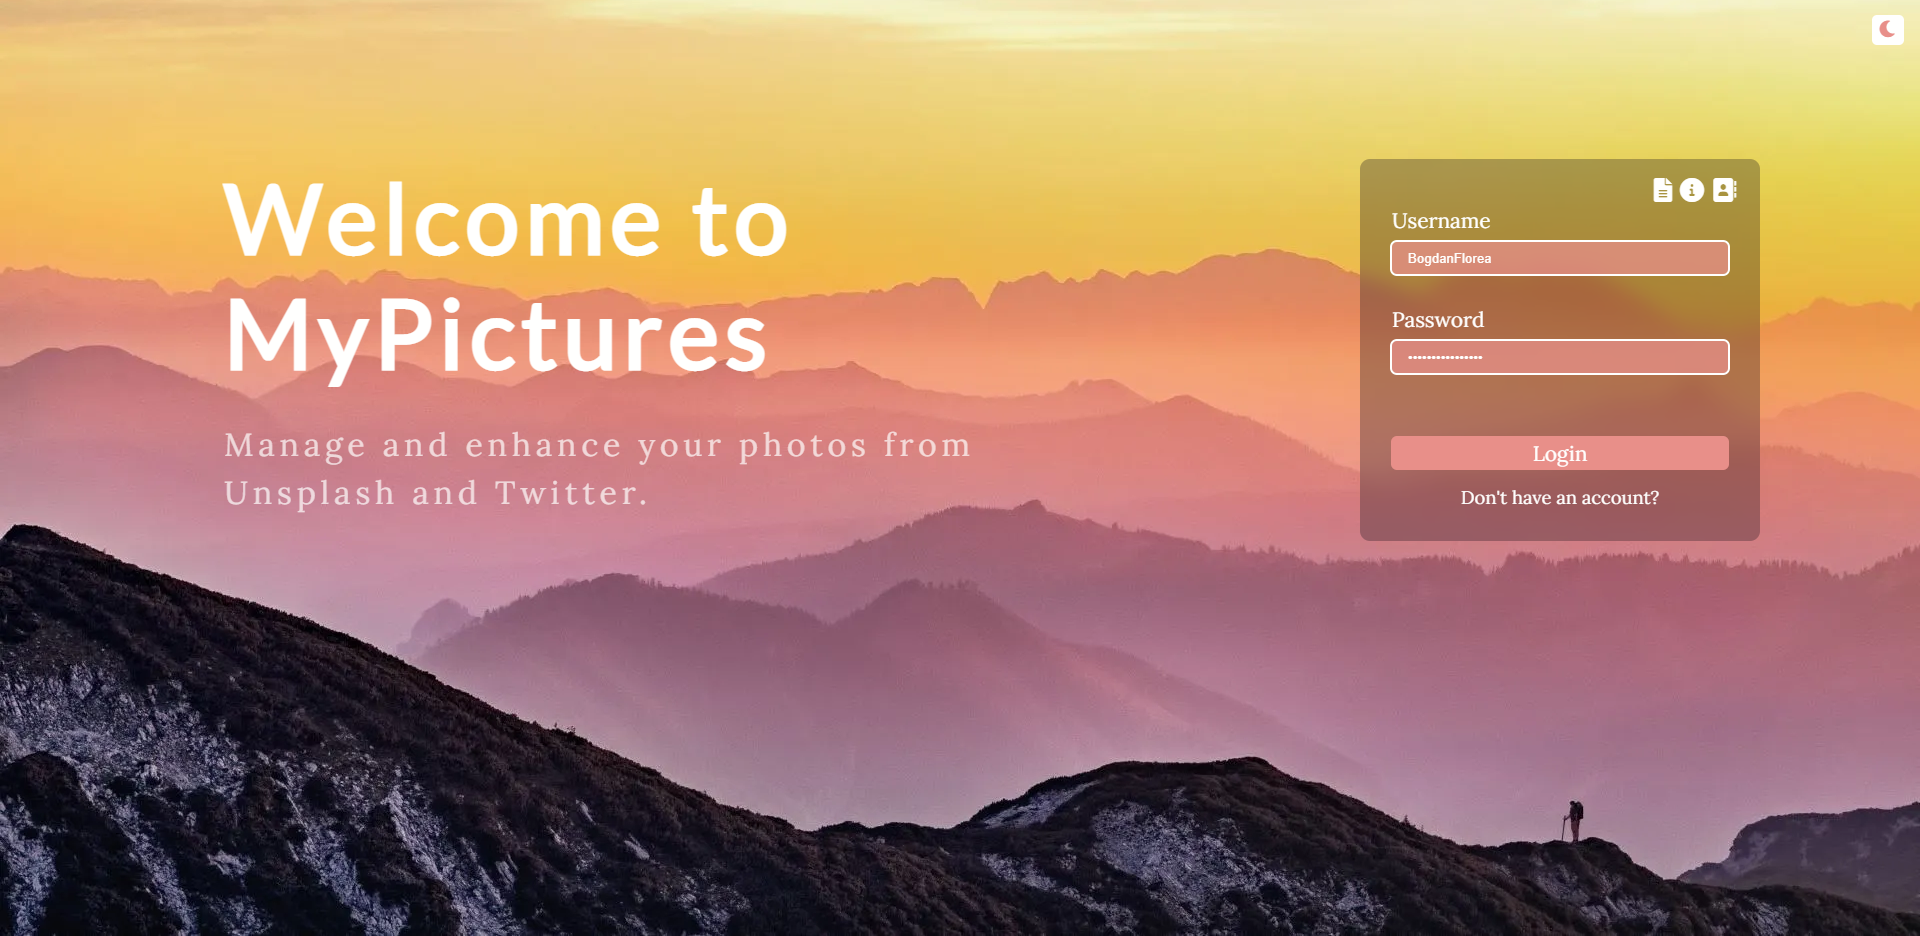 Welcome to
MyPictures
Manage and enhance your photos from
Unsplash and Twitter.
Username
BogdanFlorea
Password
Login
Don't have an account?